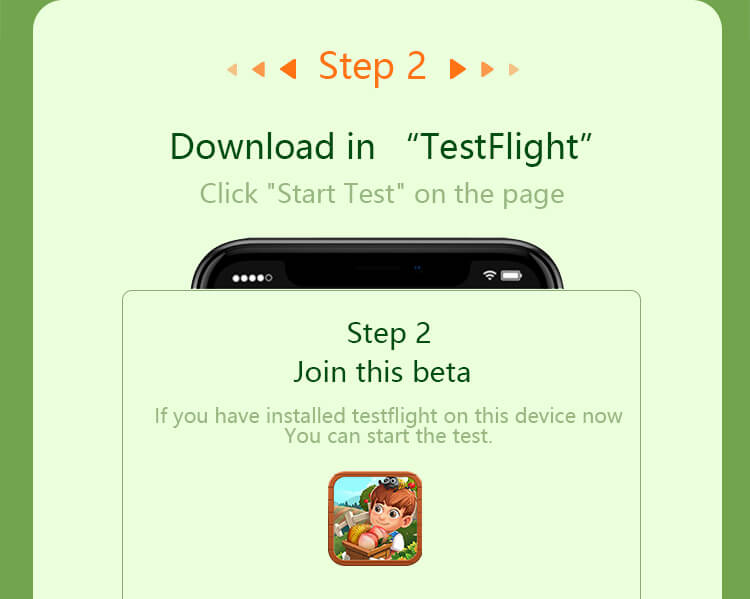 Step 2
Download in “TestFlight”
Click "Start Test" on the page
Step 2
Join this beta
If you have installed testflight on this device now
You can start the test.